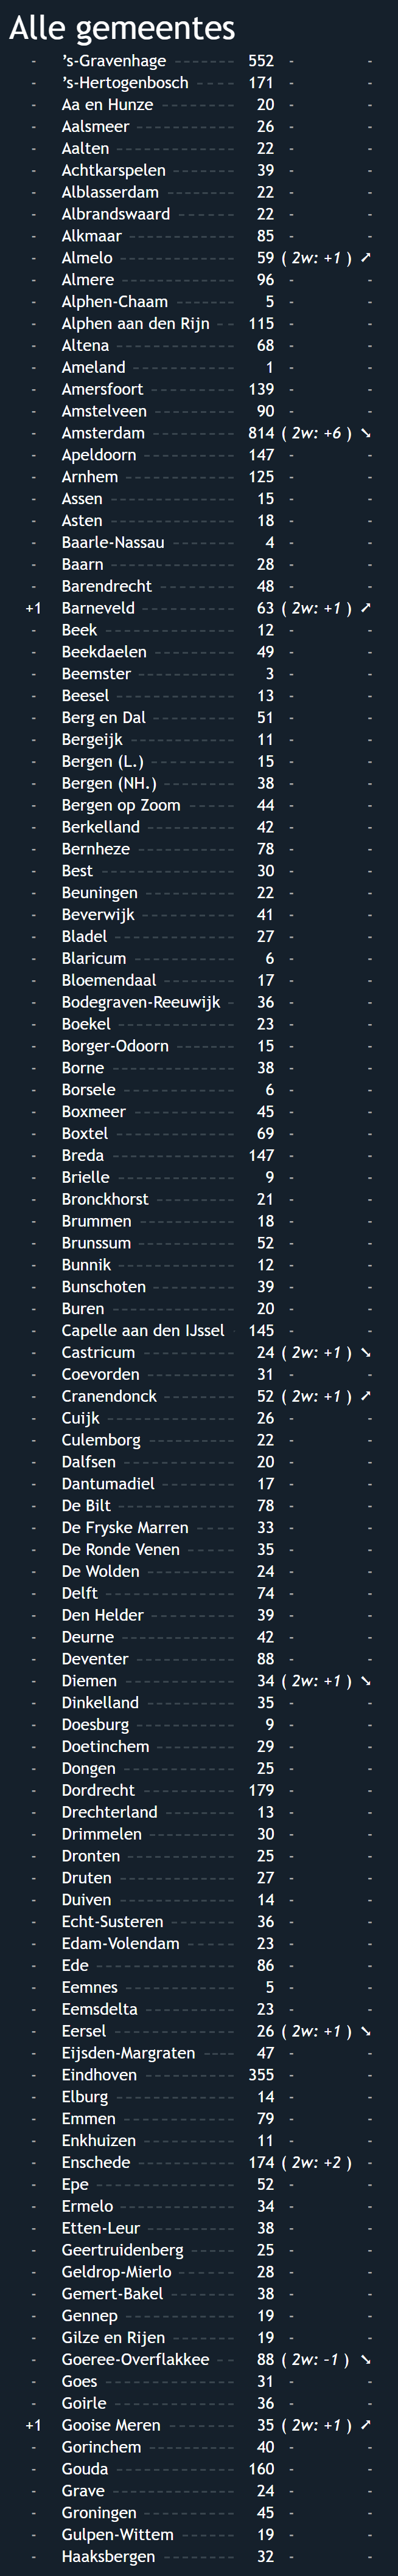 Alle gemeentes
- 's-Gravenhage ------- 552 - -
- 's-Hertogenbosch ------ 171 - -
- Aa en Hunze -------- 20 - -
- Aalsmeer ---------- 26 - -
- Aalten ------------ 22 - -
- Achtkarspelen ------- 39 - -
- Alblasserdam ------- 22 - -
- Albrandswaard ------ 22 - -
- Alkmaar ----------- 85 - -
- Almelo ------------ 59 ( 2w: +1 ) ➚
- Almere ----------- 96 - -
- Alphen-Chaam ------ 5 - -
- Alphen aan den Rijn -- 115 - -
- Altena ------------ 68 - -
- Ameland ---------- 1 - -
- Amersfoort --------- 139 - -
- Amstelveen --------- 90 - -
- Amsterdam --------- 814 ( 2w: +6 ) ➘
- Apeldoorn ---------- 147 - -
- Arnhem ----------- 125 - -
- Assen ------------ 15 - -
- Asten ------------ 18 - -
- Baarle-Nassau ------- 4 - -
- Baarn ------------ 28 - -
- Barendrecht -------- 48 - -
+1 Barneveld ---------- 63 ( 2w: +1 ) ➚
- Beek ------------- 12 - -
- Beekdaelen --------- 49 - -
- Beemster ---------- 3 - -
- Beesel ------------ 13 - -
- Berg en Dal --------- 51 - -
- Bergeijk ----------- 11 - -
- Bergen (L.) --------- 15 - -
- Bergen (NH.) -------- 38 - -
- Bergen op Zoom ----- 44 - -
- Berkelland ---------- 42 - -
- Bernheze ---------- 78 - -
- Best ------------- 30 - -
- Beuningen --------- 22 - -
- Beverwijk ---------- 41 - -
- Bladel ------------ 27 - -
- Blaricum ----------- 6 - -
- Bloemendaal -------- 17 - -
- Bodegraven-Reeuwijk - 36 - -
- Boekel ------------ 23 - -
- Borger-Odoorn ------ 15 - -
- Borne ------------ 38 - -
- Borsele ----------- 6 - -
- Boxmeer ---------- 45 - -
- Boxtel ------------ 69 - -
- Breda ------------ 147 - -
- Brielle ------------ 9 - -
- Bronckhorst -------- 21 - -
- Brummen ---------- 18 - -
- Brunssum ---------- 52 - -
- Bunnik ------------ 12 - -
- Bunschoten --------- 39 - -
- Buren ------------ 20 - -
- Capelle aan den IJssel - 145 - -
- Castricum ---------- 24 ( 2w: +1 ) ➘
- Coevorden --------- 31 - -
- Cranendonck -------- 52 ( 2w: +1 ) ➚
- Cuijk ------------- 26 - -
- Culemborg --------- 22 - -
- Dalfsen ----------- 20 - -
- Dantumadiel -------- 17 - -
- De Bilt ------------ 78 - -
- De Fryske Marren ---- 33 - -
- De Ronde Venen ----- 35 - -
- De Wolden --------- 24 - -
- Delft ------------- 74 - -
- Den Helder --------- 39 - -
- Deurne ----------- 42 - -
- Deventer ---------- 88 - -
- Diemen ----------- 34 ( 2w: +1 ) ➘
- Dinkelland ---------- 35 - -
- Doesburg ---------- 9 - -
- Doetinchem -------- 29 - -
- Dongen ----------- 25 - -
- Dordrecht ---------- 179 - -
- Drechterland -------- 13 - -
- Drimmelen --------- 30 - -
- Dronten ----------- 25 - -
- Druten ------------ 27 - -
- Duiven ------------ 14 - -
- Echt-Susteren ------- 36 - -
- Edam-Volendam ----- 23 - -
- Ede -------------- 86 - -
- Eemnes ----------- 5 - -
- Eemsdelta ---------- 23 - -
- Eersel ------------ 26 ( 2w: +1 ) ➘
- Eijsden-Margraten ---- 47 - -
- Eindhoven ---------- 355 - -
- Elburg ------------ 14 - -
- Emmen ----------- 79 - -
- Enkhuizen ---------- 11 - -
- Enschede ---------- 174 ( 2w: +2 ) -
- Epe -------------- 52 - -
- Ermelo ------------ 34 - -
- Etten-Leur --------- 38 - -
- Geertruidenberg ----- 25 - -
- Geldrop-Mierlo ------ 28 - -
- Gemert-Bakel ------- 38 - -
- Gennep ----------- 19 - -
- Gilze en Rijen ------- 19 - -
- Goeree-Overflakkee -- 88 ( 2w: -1 ) ➘
- Goes ------------- 31 - -
- Goirle ------------ 36 - -
+1 Gooise Meren ------- 35 ( 2w: +1 ) ➚
- Gorinchem --------- 40 - -
- Gouda ------------ 160 - -
- Grave ------------ 24 - -
- Groningen ---------- 45 - -
- Gulpen-Wittem ------ 19 - -
- Haaksbergen -------- 32 - -